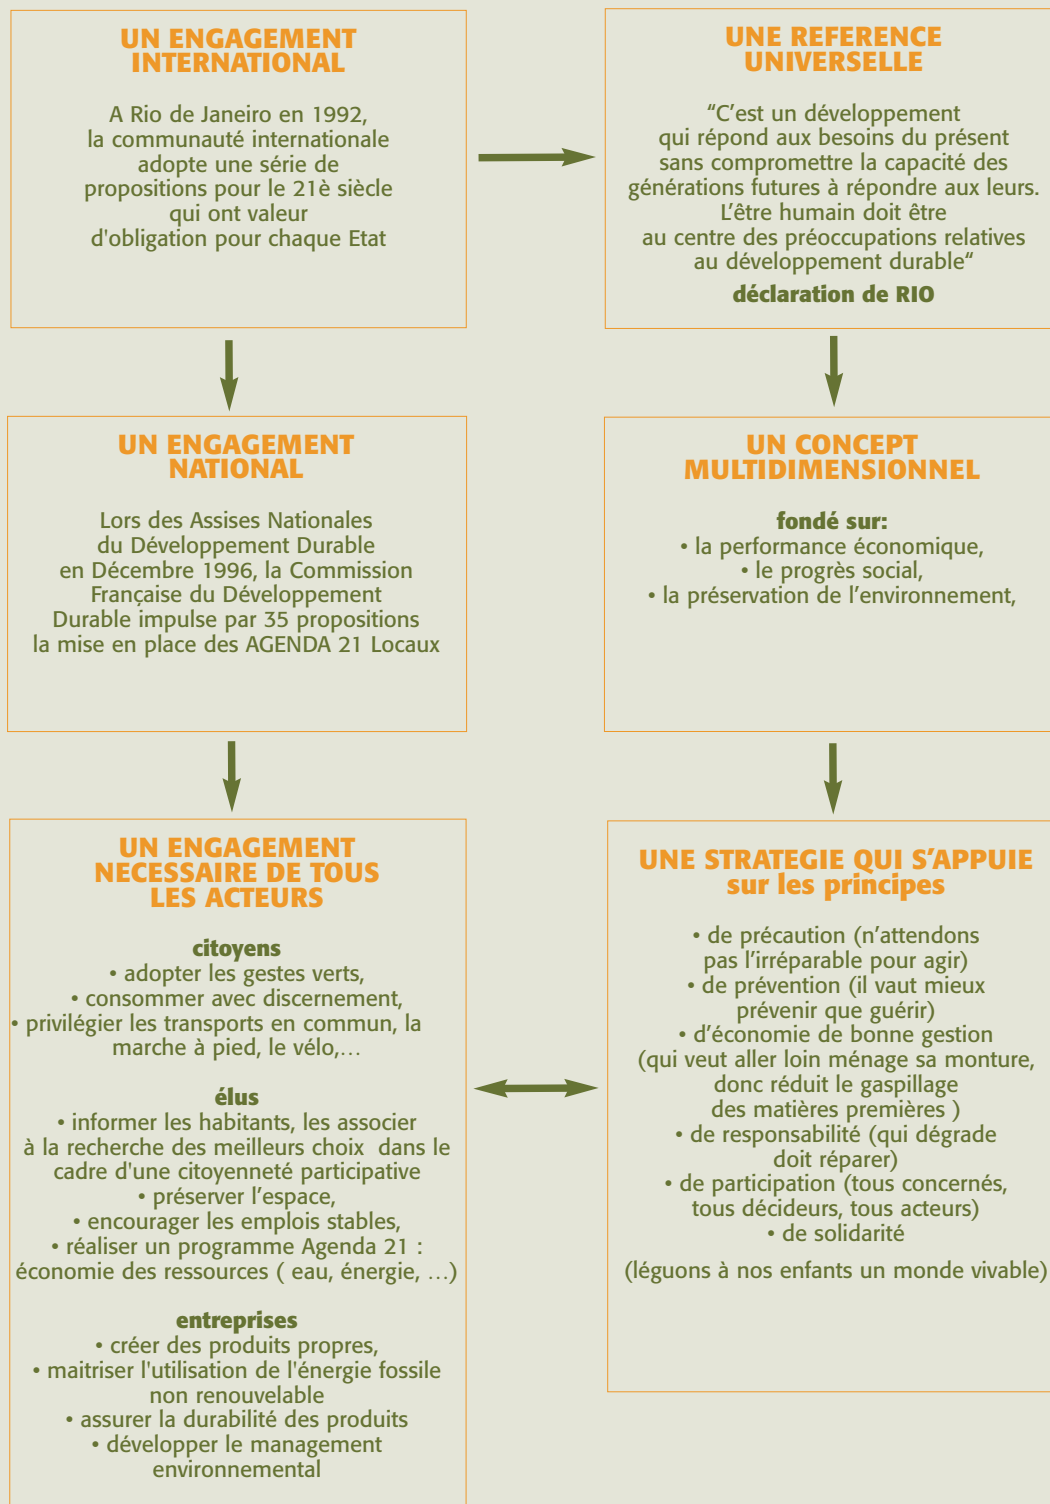 UN ENGAGEMENT
INTERNATIONAL
A Rio de Janeiro en 1992,
la communauté internationale
adopte une série de
propositions pour le 21è siècle
qui ont valeur
d'obligation pour chaque Etat
UNE REFERENCE
UNIVERSELLE
“C’est un développement
qui répond aux besoins du présent
sans compromettre la capacité des
générations futures à répondre aux leurs.
L’être humain doit être
au centre des préoccupations relatives
au développement durable“
déclaration de RIO
UN ENGAGEMENT
NATIONAL
Lors des Assises Nationales
du Développement Durable
en Décembre 1996, la Commission
Française du Développement
Durable impulse par 35 propositions
la mise en place des AGENDA 21 Locaux
UN CONCEPT
MULTIDIMENSIONNEL
fondé sur:
• la performance économique,
• le progrès social,
• la préservation de l’environnement,
UN ENGAGEMENT
NECESSAIRE DE TOUS
LES ACTEURS
citoyens
• adopter les gestes verts,
• consommer avec discernement,
• privilégier les transports en commun, la
marche à pied, le vélo,…
élus
• informer les habitants, les associer
à la recherche des meilleurs choix dans le
cadre d'une citoyenneté participative
• préserver l’espace,
• encourager les emplois stables,
• réaliser un programme Agenda 21 :
économie des ressources ( eau, énergie, …)
entreprises
• créer des produits propres,
• maitriser l'utilisation de l'énergie fossile
non renouvelable
• assurer la durabilité des produits
• développer le management
environnemental
UNE STRATEGIE QUI S’APPUIE
sur les principes
• de précaution (n’attendons
pas l’irréparable pour agir)
• de prévention (il vaut mieux
prévenir que guérir)
• d’économie de bonne gestion
(qui veut aller loin ménage sa monture,
donc réduit le gaspillage
des matières premières )
• de responsabilité (qui dégrade
doit réparer)
• de participation (tous concernés,
tous décideurs, tous acteurs)
• de solidarité
(léguons à nos enfants un monde vivable)